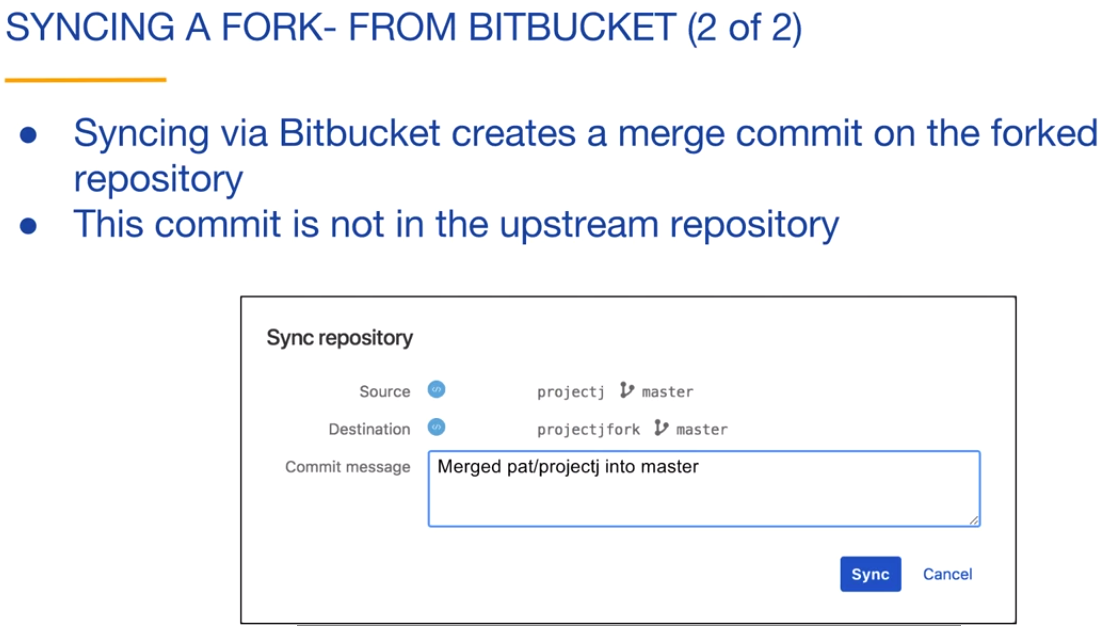 SYNCING A FORK- FROM BITBUCKET (2 of 2)
● Syncing via Bitbucket creates a merge commit on the forked
repository
● This commit is not in the upstream repository
Sync repository
Source projectj master
Destination projectjfork master
Commit message Merged pat/projectj into master
Sync Cancel